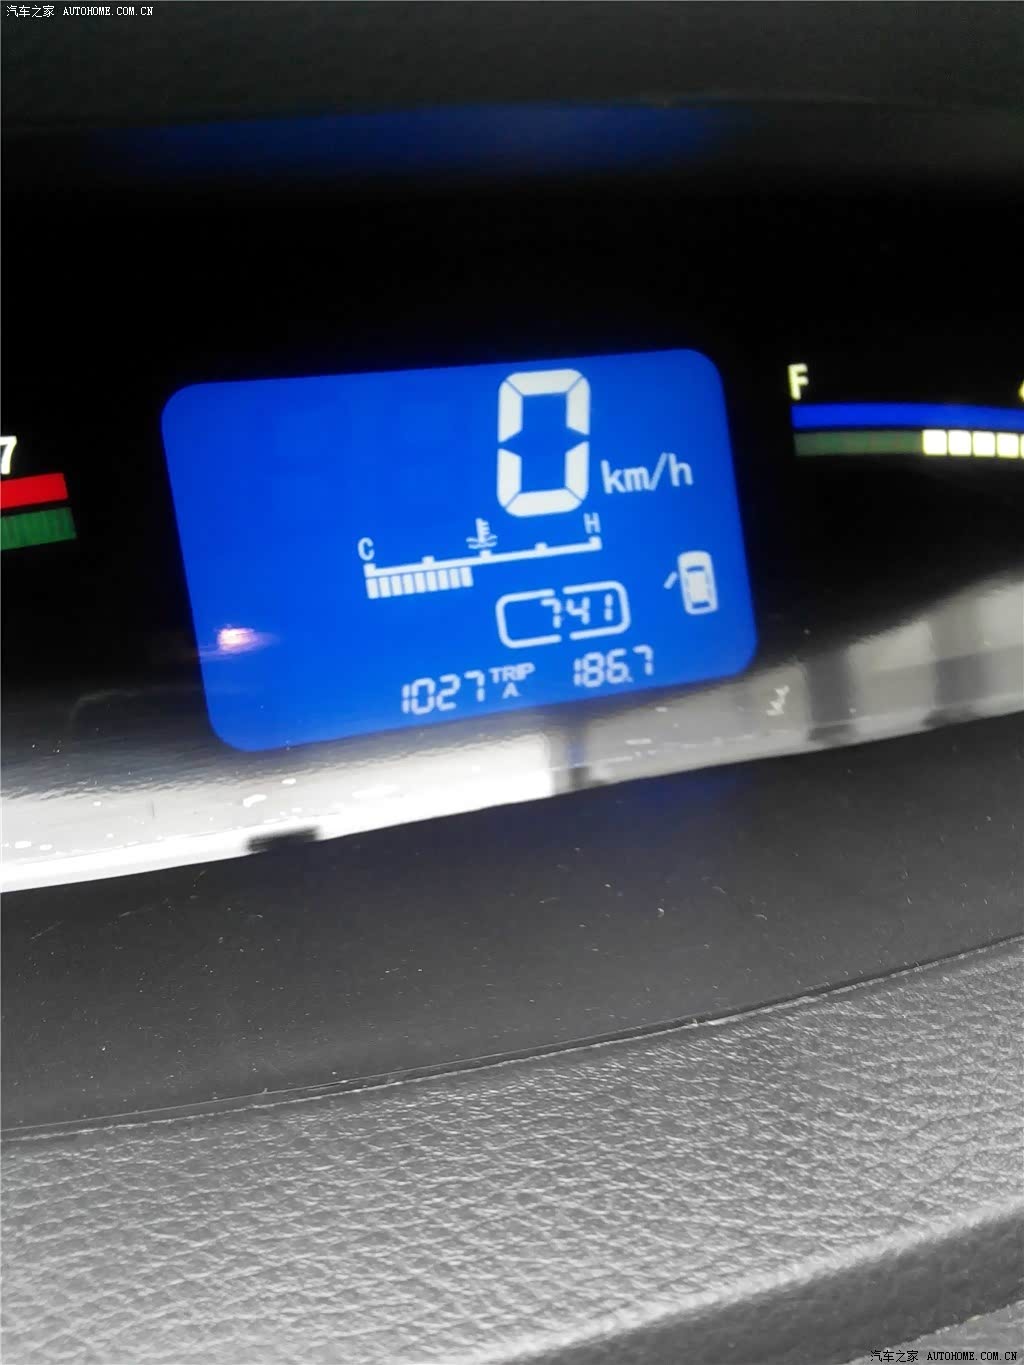 汽车之家 AUTOHOME.COM.CN
7
F
0 km/h
C H
741
1027 TRIP A 186.7
汽车之家 AUTOHOME.COM.CN